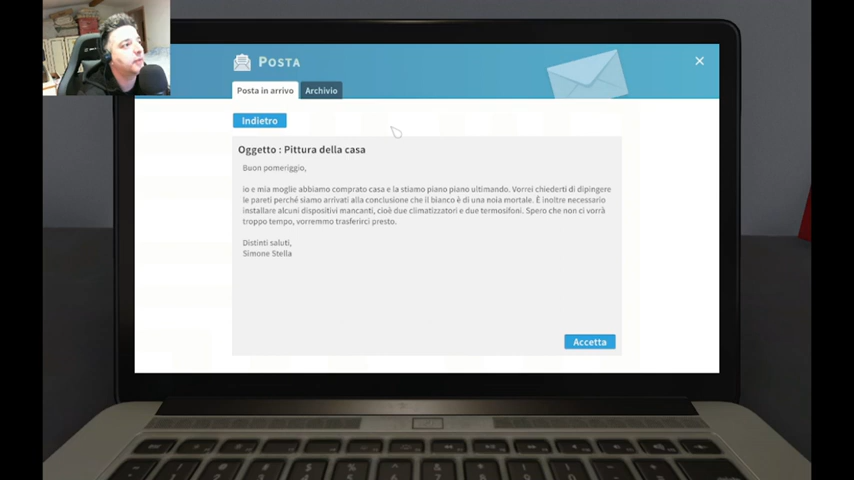 Posta
Posta in arrivo
Archivio
Indietro
Oggetto : Pittura della casa
Buon pomeriggio,
io e mia moglie abbiamo comprato casa e la stiamo piano piano ultimando. Vorrei chiederti di dipingere
le pareti perché siamo arrivati alla conclusione che il bianco è di una noia mortale. È inoltre necessario
installare alcuni dispositivi mancanti, cioè due climatizzatori e due termosifoni. Spero che non ci vorrà
troppo tempo, vorremmo trasferirci presto.
Distinti saluti,
Simone Stella
Accetta